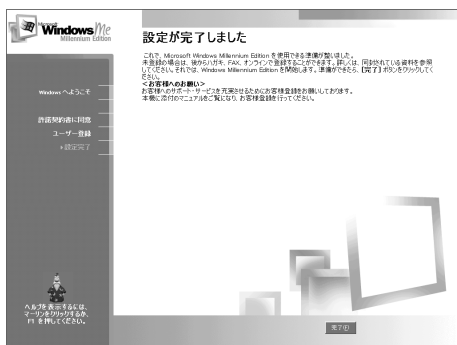 Microsoft
Windows Me
Millennium Edition
Windows へようこそ
許諾契約書に同意
ユーザー登録
設定完了
ヘルプを表示するには、
マーリンをクリックするか、
F1 を押してください。
設定が完了しました
これで、Microsoft Windows Millennium Edition を使用できる準備が整いました。
未登録の場合は、後からハガキ、FAX、オンラインで登録することができます。詳しくは、同封されている資料を参照
してください。それでは、Windows Millennium Edition を開始します。準備ができたら、[完了] ボタンをクリックしてく
ださい。
<お客様へのお願い>
お客様へのサポート・サービスを充実させるためにお客様登録をお願いしております。
本機に添付のマニュアルをご覧になり、お客様登録を行ってください。
完了(F)